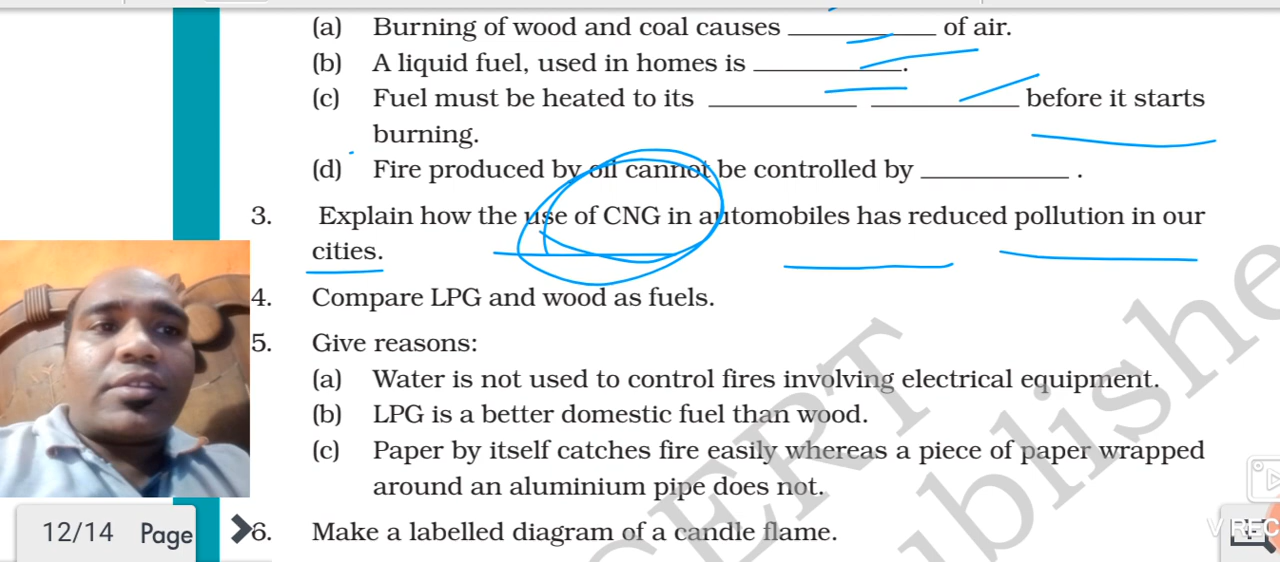 (a) Burning of wood and coal causes __________ of air.
(b) A liquid fuel, used in homes is __________.
(c) Fuel must be heated to its __________ __________ before it starts
burning.
(d) Fire produced by oil cannot be controlled by __________ .
3. Explain how the use of CNG in automobiles has reduced pollution in our
cities.
4. Compare LPG and wood as fuels.
5. Give reasons:
(a) Water is not used to control fires involving electrical equipment.
(b) LPG is a better domestic fuel than wood.
(c) Paper by itself catches fire easily whereas a piece of paper wrapped
around an aluminium pipe does not.
6. Make a labelled diagram of a candle flame.
12/14 Page